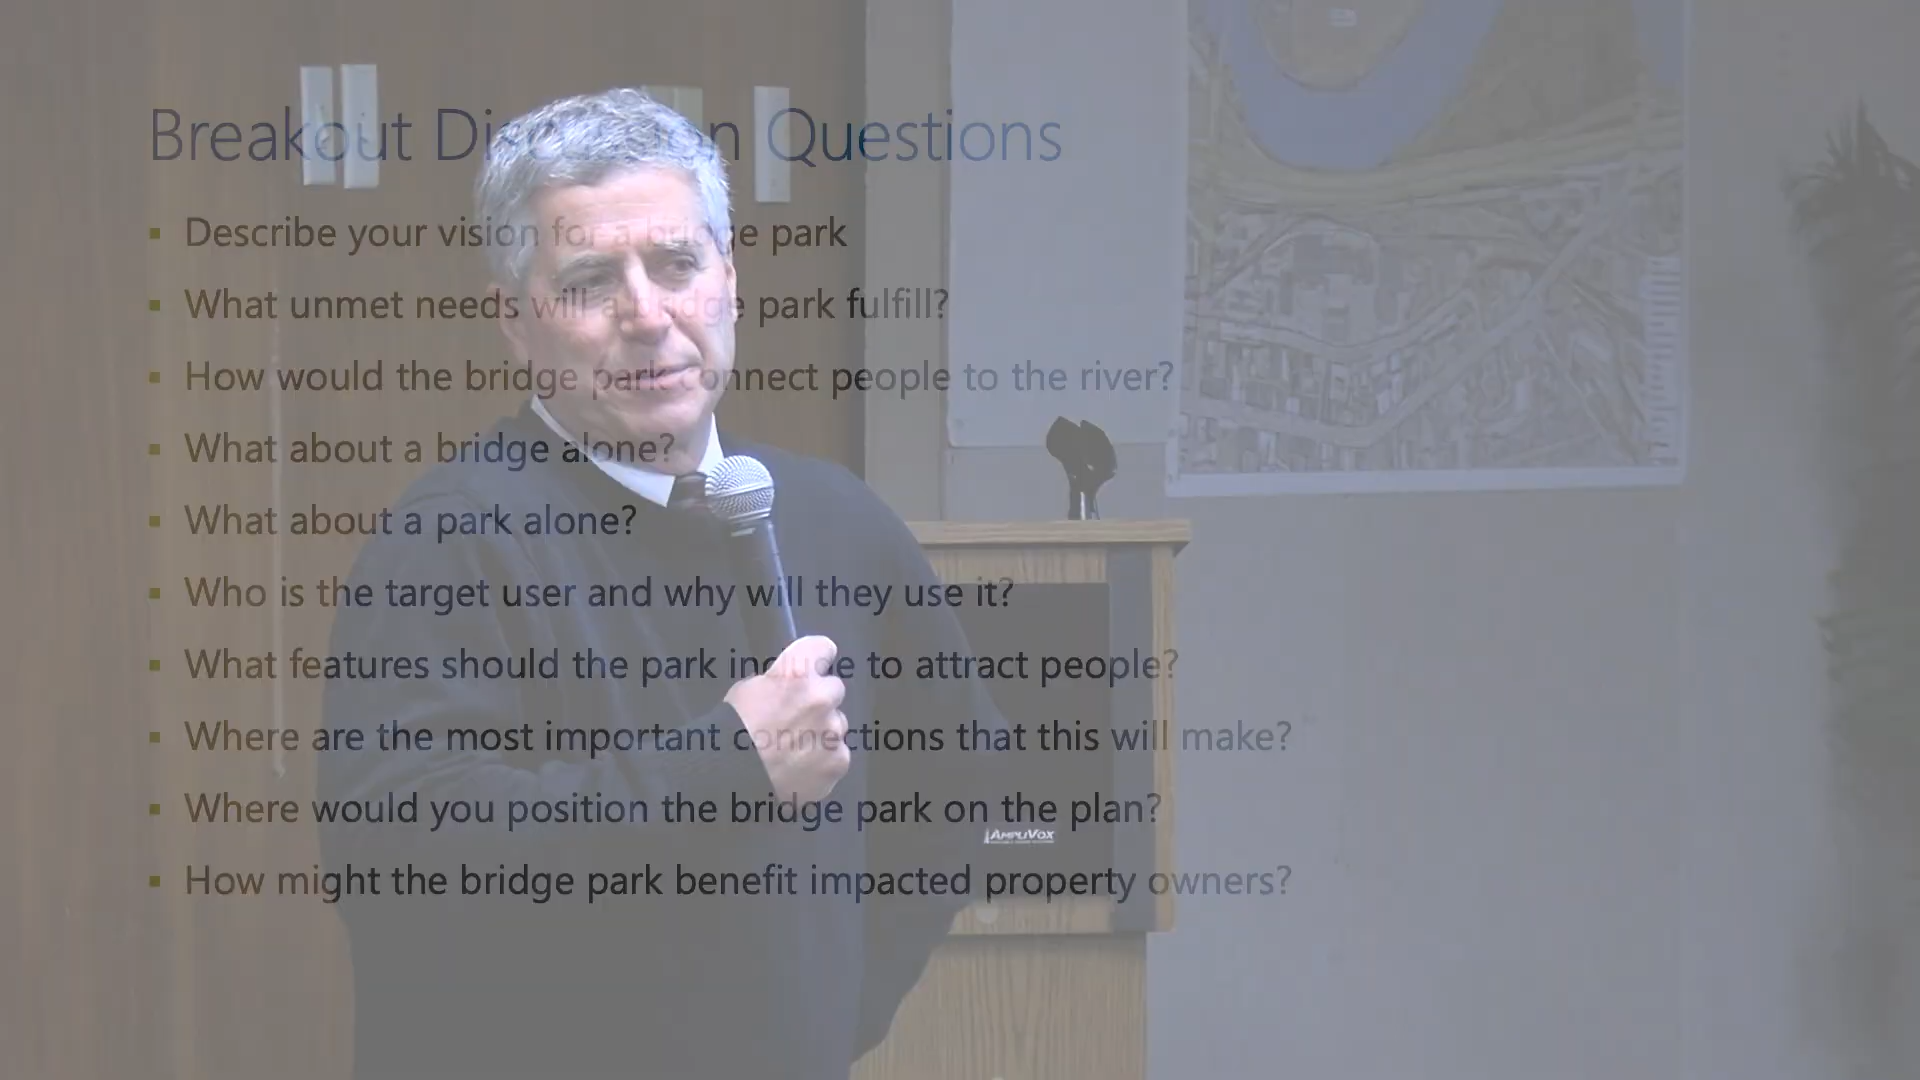 Breakout Discussion Questions
Describe your vision for a bridge park
What unmet needs will a bridge park fulfill?
How would the bridge park connect people to the river?
What about a bridge alone?
What about a park alone?
Who is the target user and why will they use it?
What features should the park include to attract people?
Where are the most important connections that this will make?
Where would you position the bridge park on the plan?
AMPLIVOX
How might the bridge park benefit impacted property owners?